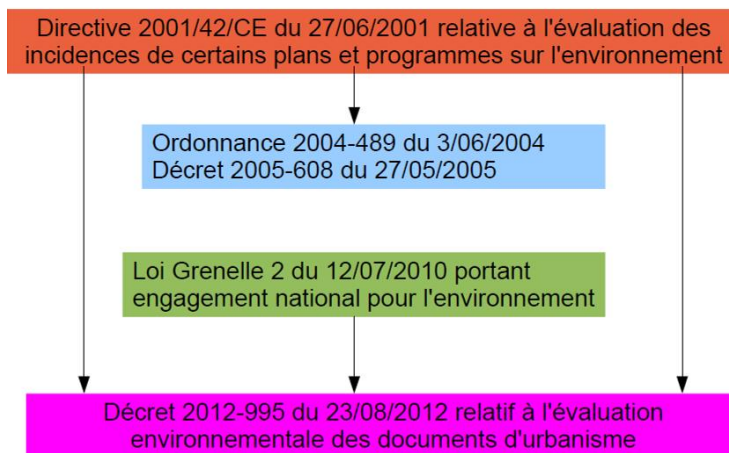 Directive 2001/42/CE du 27/06/2001 relative à l'évaluation des
incidences de certains plans et programmes sur l'environnement
Ordonnance 2004-489 du 3/06/2004
Décret 2005-608 du 27/05/2005
Loi Grenelle 2 du 12/07/2010 portant
engagement national pour l'environnement
Décret 2012-995 du 23/08/2012 relatif à l'évaluation
environnementale des documents d'urbanisme